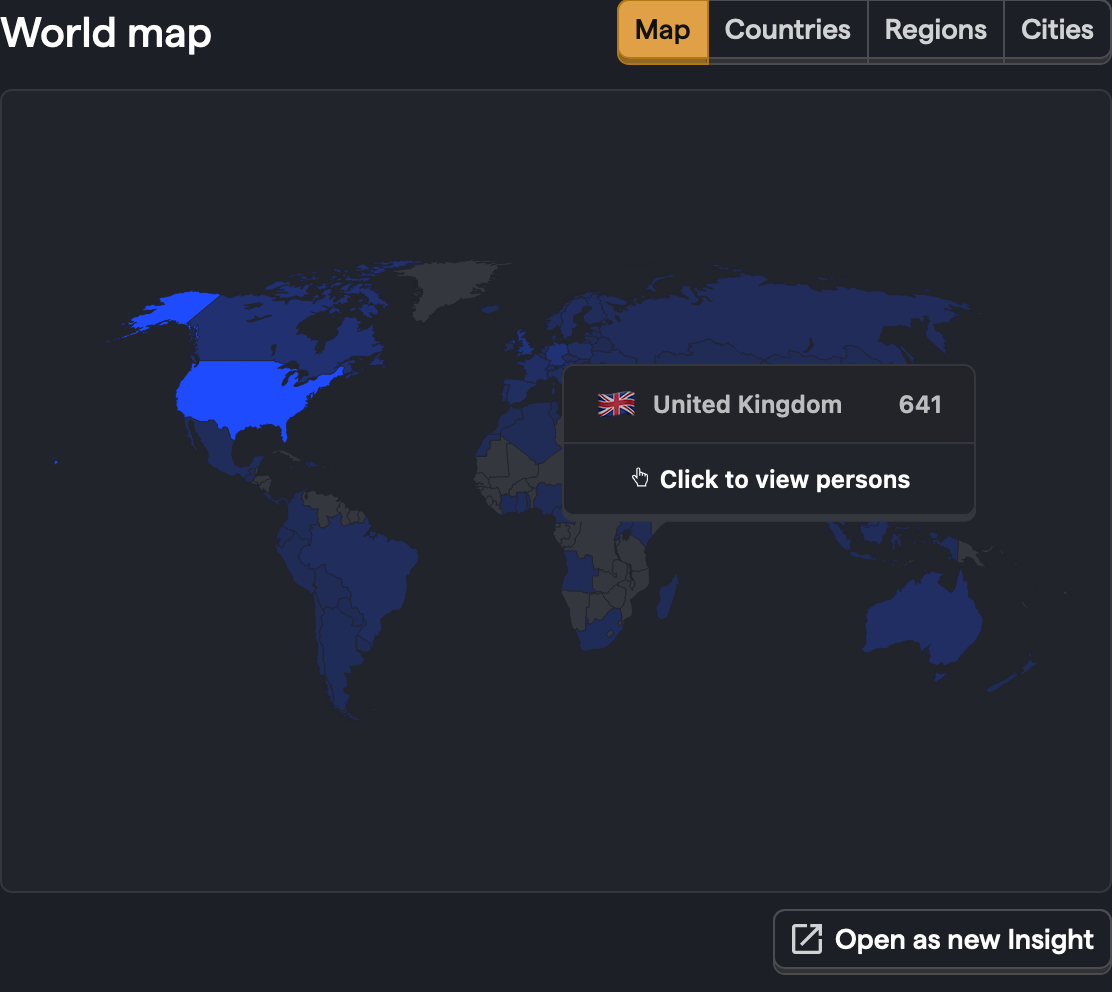 World map
Map Countries Regions Cities
United Kingdom 641
Click to view persons
Open as new Insight